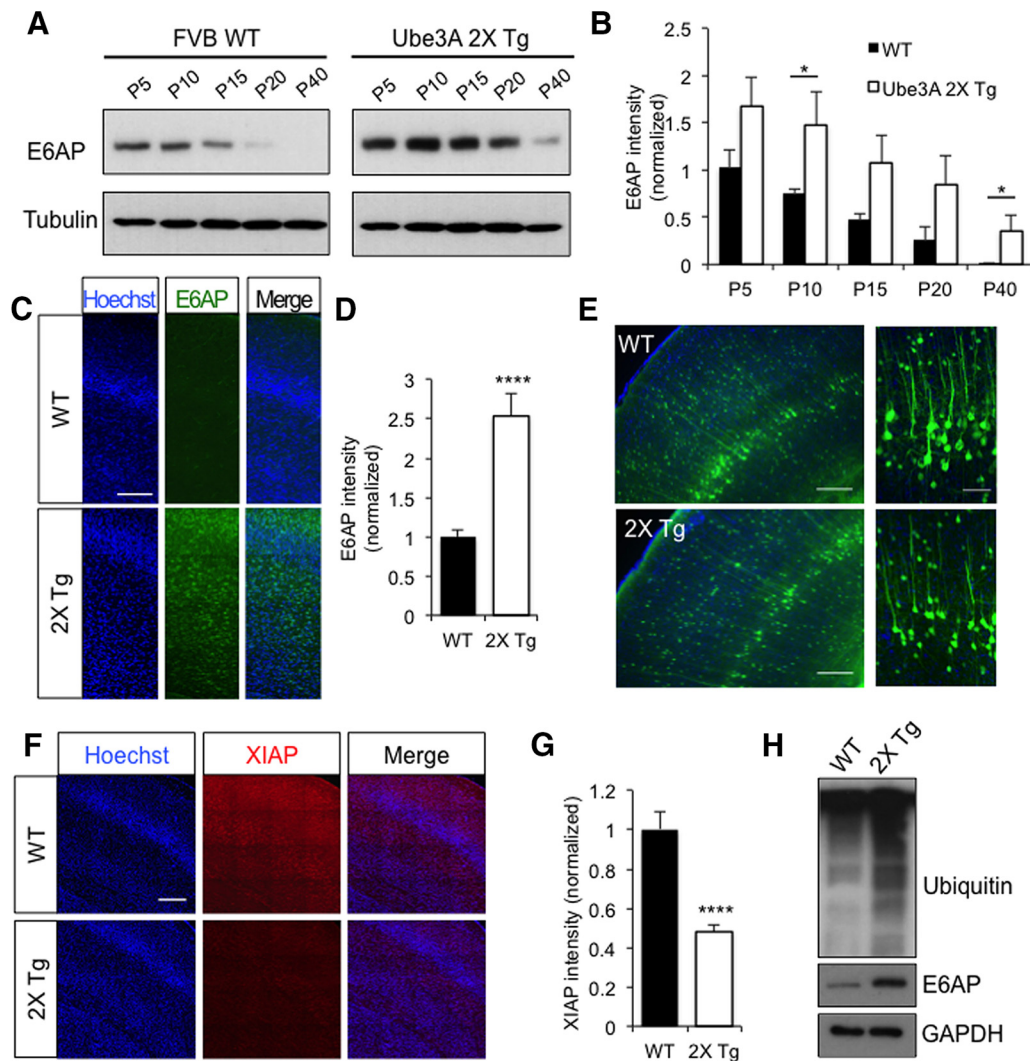 A
FVB WT
Ube3A 2X Tg
P5 P10 P15 P20 P40
P5 P10 P15 P20 P40
E6AP
Tubulin
B
WT
Ube3A 2X Tg
E6AP intensity
(normalized)
2.5
2
1.5
1
0.5
0
*
*
P5 P10 P15 P20 P40
C
Hoechst E6AP Merge
WT
2X Tg
D
E6AP intensity
(normalized)
3
2.5
2
1.5
1
0.5
0
****
WT 2X Tg
E
WT
2X Tg
F
Hoechst XIAP Merge
WT
2X Tg
G
XIAP intensity (normalized)
1.2
1
0.8
0.6
0.4
0.2
0
****
WT 2X Tg
H
WT 2X Tg
Ubiquitin
E6AP
GAPDH